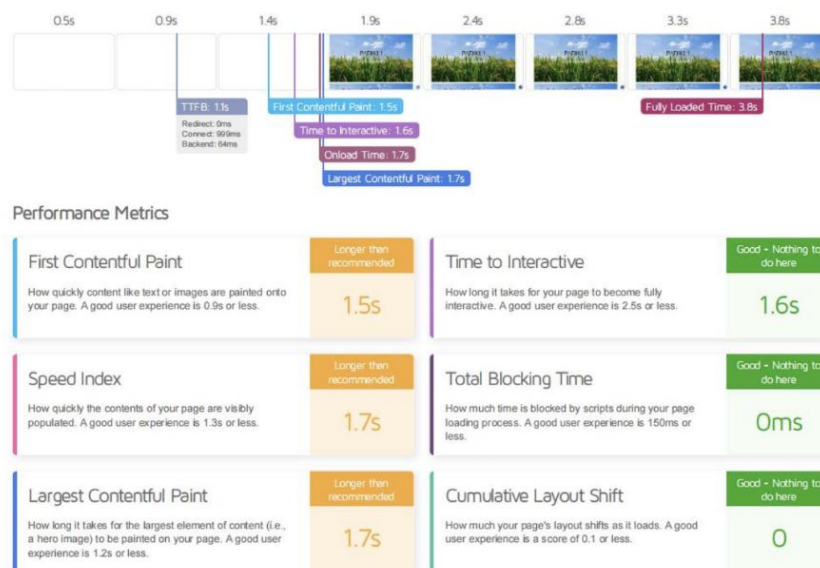 0.5s 0.9s 1.4s 1.9s 2.4s 2.8s 3.3s 3.8s
TTFB: 1.1s
Redirect: 0ms
Connect: 999ms
Backend: 64ms
First Contentful Paint: 1.5s
Time to Interactive: 1.6s
Onload Time: 1.7s
Largest Contentful Paint: 1.7s
Fully Loaded Time: 3.8s
Performance Metrics
First Contentful Paint
How quickly content like text or images are painted onto
your page. A good user experience is 0.9s or less.
Longer than
recommended
1.5s
Time to Interactive
How long it takes for your page to become fully
interactive. A good user experience is 2.5s or less.
Good - Nothing to
do here
1.6s
Speed Index
How quickly the contents of your page are visibly
populated. A good user experience is 1.3s or less.
Longer than
recommended
1.7s
Total Blocking Time
How much time is blocked by scripts during your page
loading process. A good user experience is 150ms or
less.
Good - Nothing to
do here
0ms
Largest Contentful Paint
How long it takes for the largest element of content (i.e.,
a hero image) to be painted on your page. A good user
experience is 1.2s or less.
Longer than
recommended
1.7s
Cumulative Layout Shift
How much your page's layout shifts as it loads. A good
user experience is a score of 0.1 or less.
Good - Nothing to
do here
0